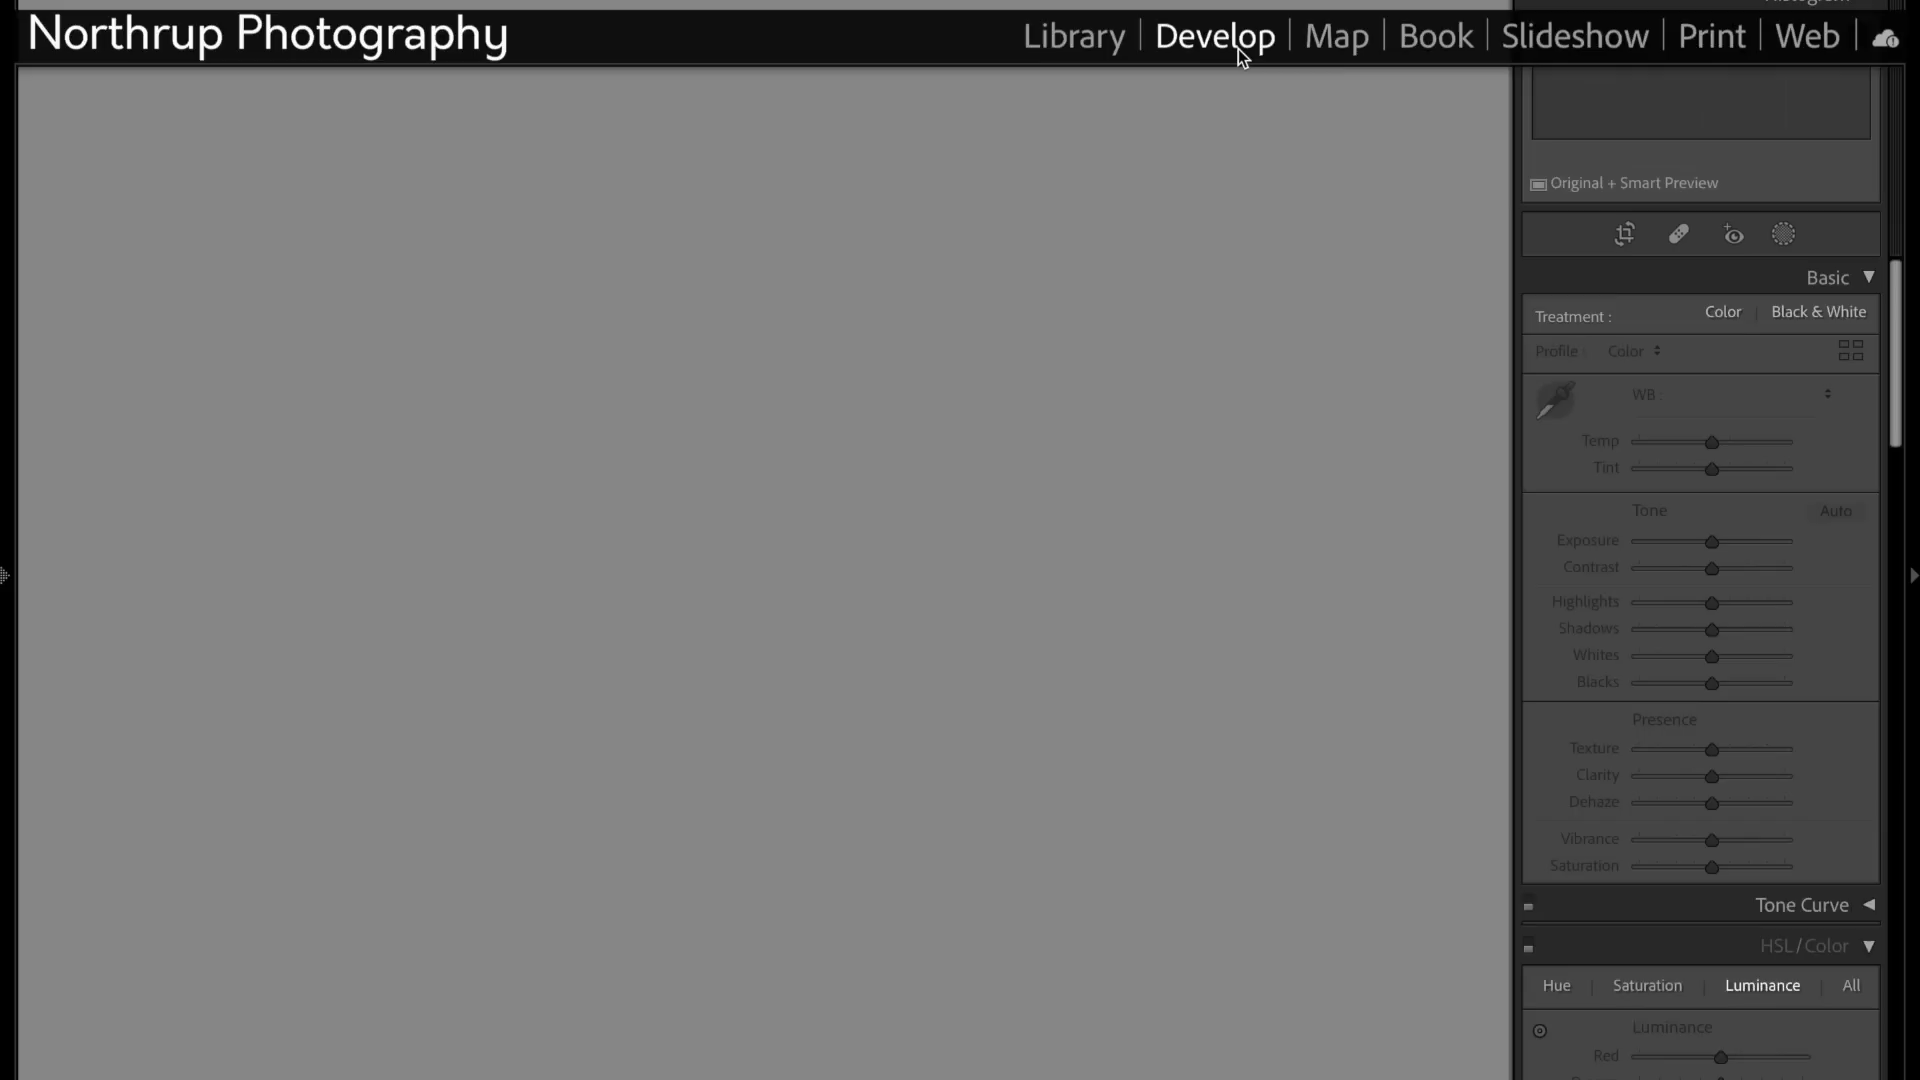 Northrup Photography
Library | Develop | Map | Book | Slideshow | Print | Web
Original + Smart Preview
Basic
Treatment : Color Black & White
Profile : Color
WB :
Temp
Tint
Tone Auto
Exposure
Contrast
Highlights
Shadows
Whites
Blacks
Presence
Texture
Clarity
Dehaze
Vibrance
Saturation
Tone Curve
HSL / Color
Hue | Saturation | Luminance | All
Luminance
Red